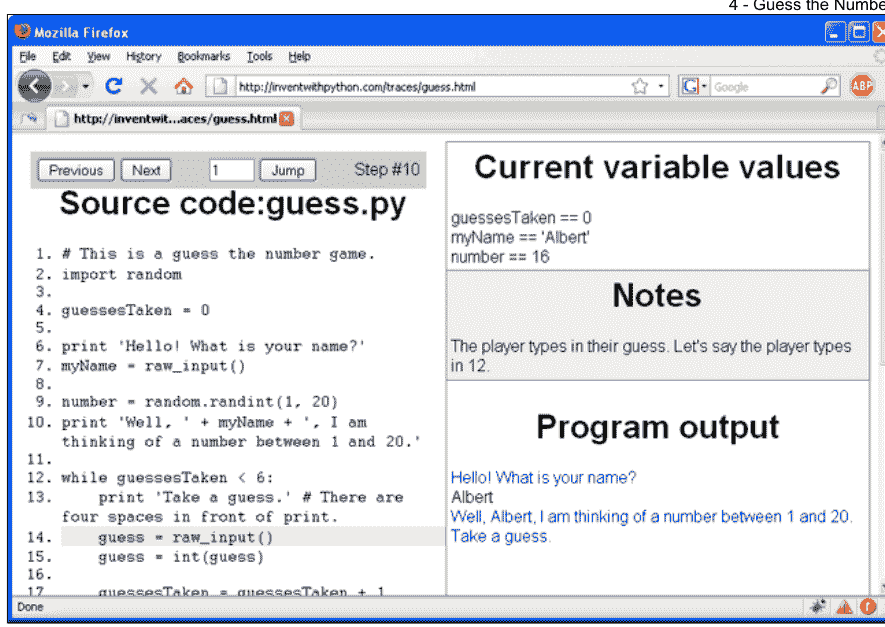 4 - Guess the Numbe
Mozilla Firefox
File Edit View History Bookmarks Tools Help
http://inventwithpython.com/traces/guess.html
G Google
ABP
http://inventwit...aces/guess.html
Previous Next 1 Jump Step #10
Source code:guess.py
1. # This is a guess the number game.
2. import random
3.
4. guessesTaken = 0
5.
6. print 'Hello! What is your name?'
7. myName = raw_input()
8.
9. number = random.randint(1, 20)
10. print 'Well, ' + myName + ', I am
thinking of a number between 1 and 20.'
11.
12. while guessesTaken < 6:
13. print 'Take a guess.' # There are
four spaces in front of print.
14. guess = raw_input()
15. guess = int(guess)
16.
17 guessesTaken = guessesTaken + 1
Current variable values
guessesTaken == 0
myName == 'Albert'
number == 16
Notes
The player types in their guess. Let's say the player types
in 12.
Program output
Hello! What is your name?
Albert
Well, Albert, I am thinking of a number between 1 and 20.
Take a guess.
Done